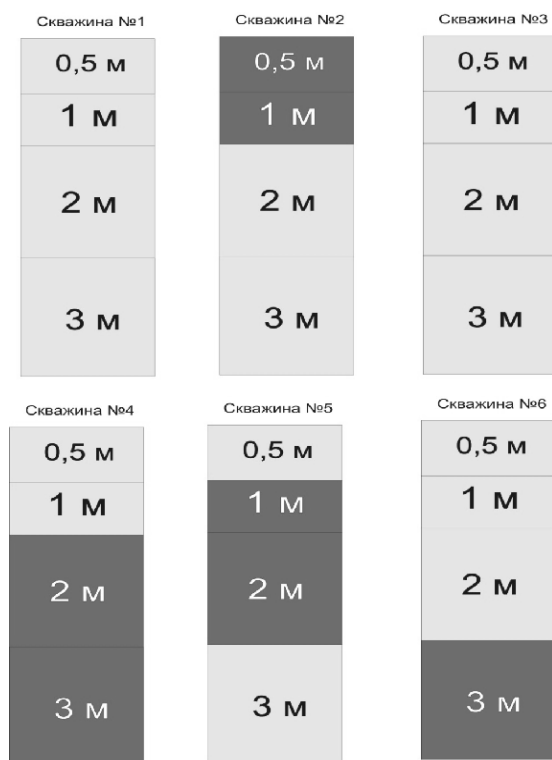 Скважина №1
0,5 м
1 м
2 м
3 м
Скважина №2
0,5 м
1 м
2 м
3 м
Скважина №3
0,5 м
1 м
2 м
3 м
Скважина №4
0,5 м
1 м
2 м
3 м
Скважина №5
0,5 м
1 м
2 м
3 м
Скважина №6
0,5 м
1 м
2 м
3 м